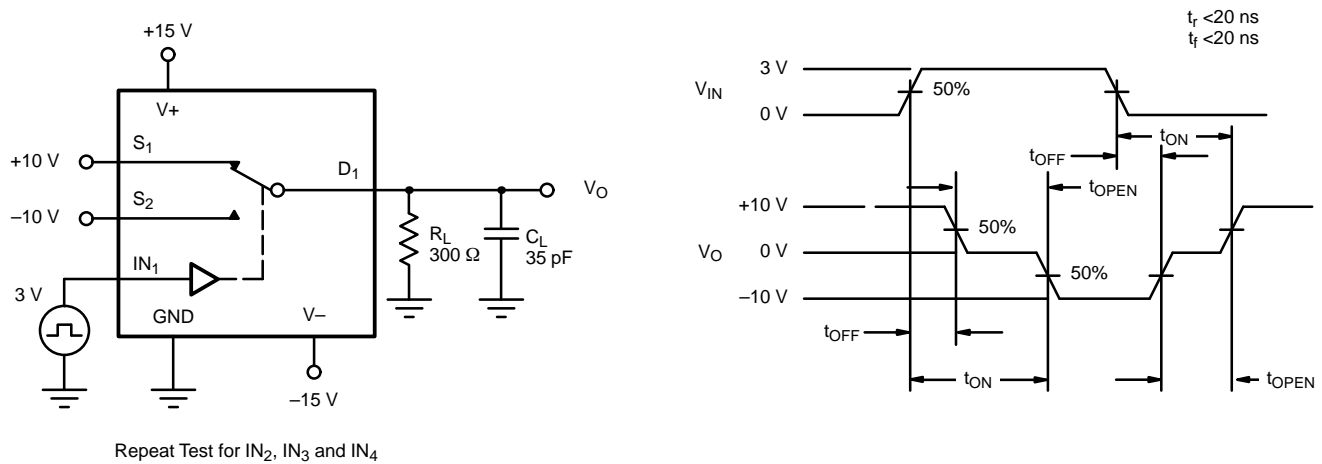 +15 V
V+
S1
+10 V
D1
VO
S2
–10 V
RL
300 Ω
CL
35 pF
IN1
3 V
GND
V–
–15 V
Repeat Test for IN2, IN3 and IN4
tr <20 ns
tf <20 ns
3 V
VIN
50%
0 V
tON
tOFF
tOPEN
+10 V
50%
VO
0 V
50%
–10 V
tOFF
tON
tOPEN